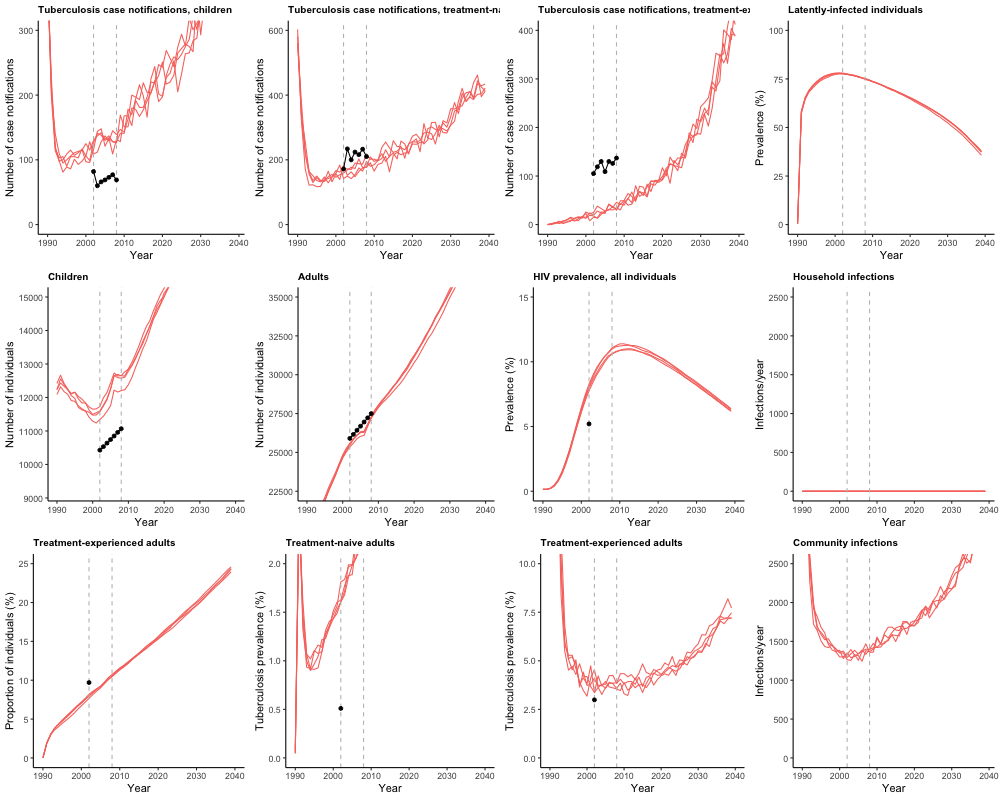 Tuberculosis case notifications, children
Number of case notifications
300
200
100
0
1990 2000 2010 2020 2030 2040
Year
Tuberculosis case notifications, treatment-na
Number of case notifications
600
400
200
0
1990 2000 2010 2020 2030 2040
Year
Tuberculosis case notifications, treatment-ex
Number of case notifications
400
300
200
100
0
1990 2000 2010 2020 2030 2040
Year
Latently-infected individuals
Prevalence (%)
100
75
50
25
0
1990 2000 2010 2020 2030 2040
Year
Children
Number of individuals
15000
14000
13000
12000
11000
10000
9000
1990 2000 2010 2020 2030 2040
Year
Adults
Number of individuals
35000
32500
30000
27500
25000
22500
1990 2000 2010 2020 2030 2040
Year
HIV prevalence, all individuals
Prevalence (%)
15
10
5
0
1990 2000 2010 2020 2030 2040
Year
Household infections
Infections/year
2500
2000
1500
1000
500
0
1990 2000 2010 2020 2030 2040
Year
Treatment-experienced adults
Proportion of individuals (%)
25
20
15
10
5
0
1990 2000 2010 2020 2030 2040
Year
Treatment-naive adults
Tuberculosis prevalence (%)
2.0
1.5
1.0
0.5
0.0
1990 2000 2010 2020 2030 2040
Year
Treatment-experienced adults
Tuberculosis prevalence (%)
10.0
7.5
5.0
2.5
0.0
1990 2000 2010 2020 2030 2040
Year
Community infections
Infections/year
2500
2000
1500
1000
500
0
1990 2000 2010 2020 2030 2040
Year